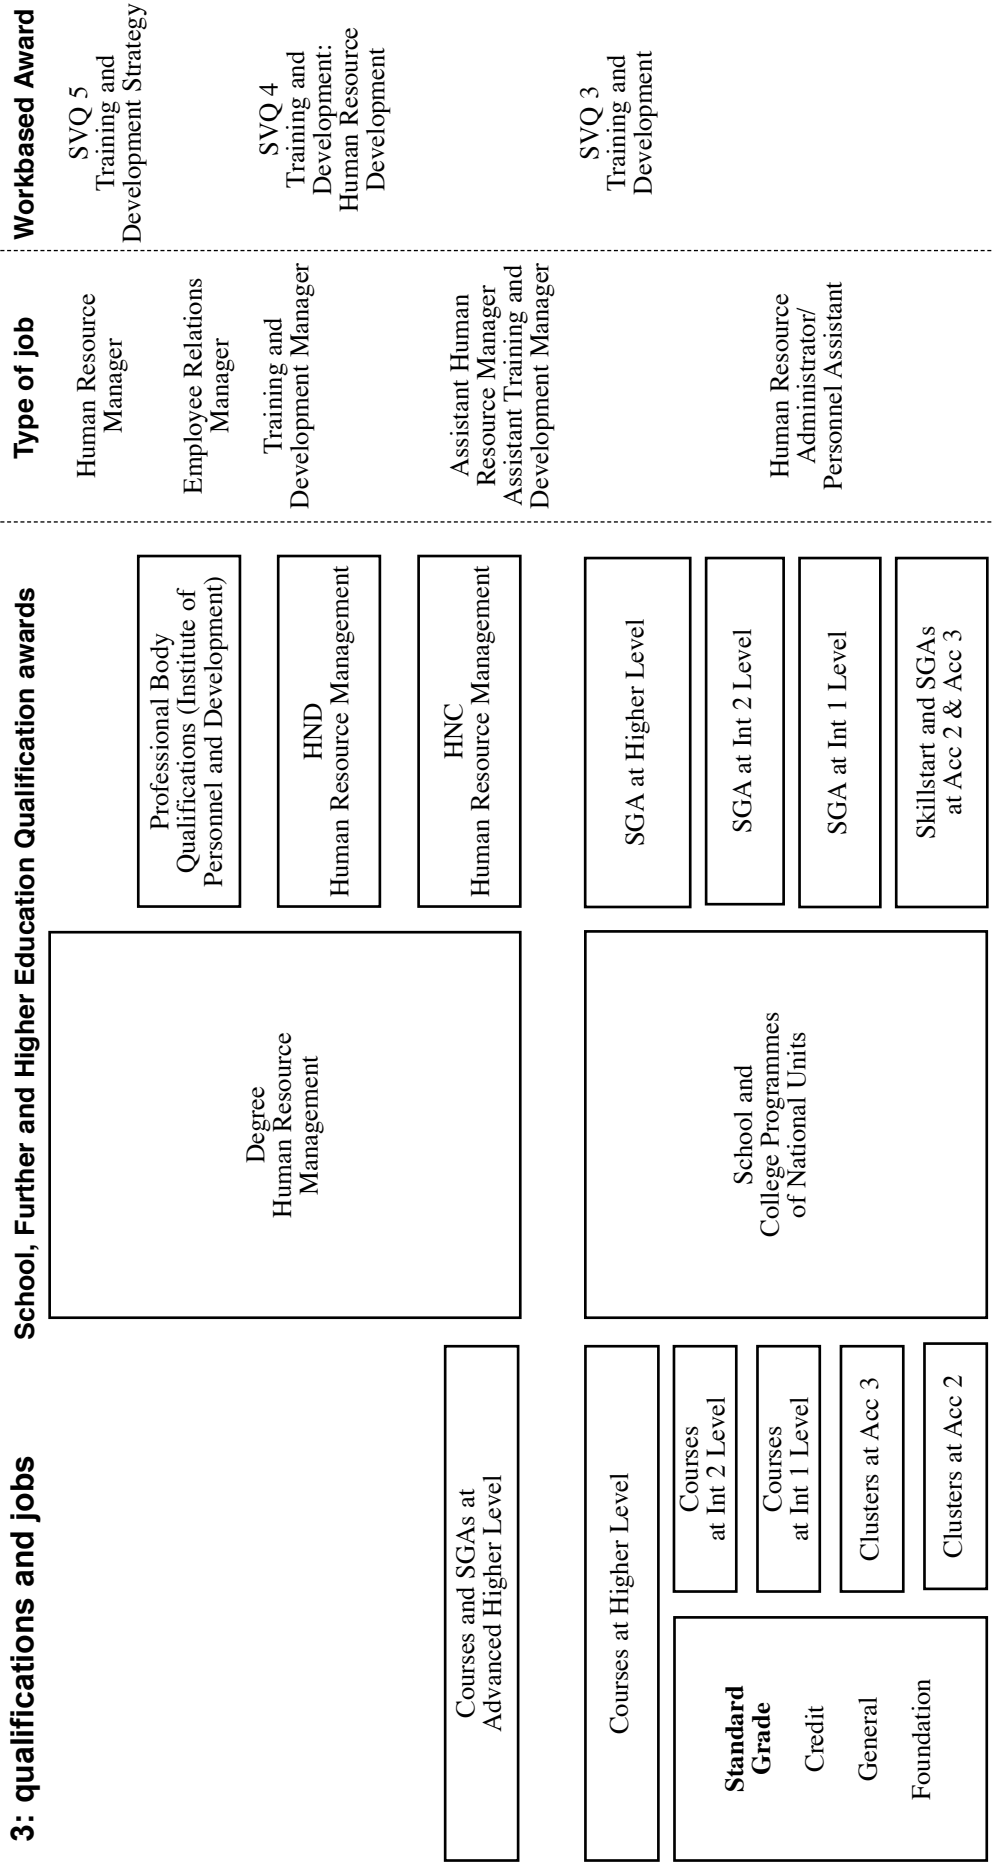 3: qualifications and jobs
School, Further and Higher Education Qualification awards
Type of job
Workbased Award
Courses and SGAs at
Advanced Higher Level
Courses at Higher Level
Standard
Grade
Credit
General
Foundation
Courses
at Int 2 Level
Courses
at Int 1 Level
Clusters at Acc 3
Clusters at Acc 2
Degree
Human Resource
Management
School and
College Programmes
of National Units
Professional Body
Qualifications (Institute of
Personnel and Development)
HND
Human Resource Management
HNC
Human Resource Management
SGA at Higher Level
SGA at Int 2 Level
SGA at Int 1 Level
Skillstart and SGAs
at Acc 2 & Acc 3
Human Resource
Manager
Employee Relations
Manager
Training and
Development Manager
Assistant Human
Resource Manager
Assistant Training and
Development Manager
Human Resource
Administrator/
Personnel Assistant
SVQ 5
Training and
Development Strategy
SVQ 4
Training and
Development:
Human Resource
Development
SVQ 3
Training and
Development